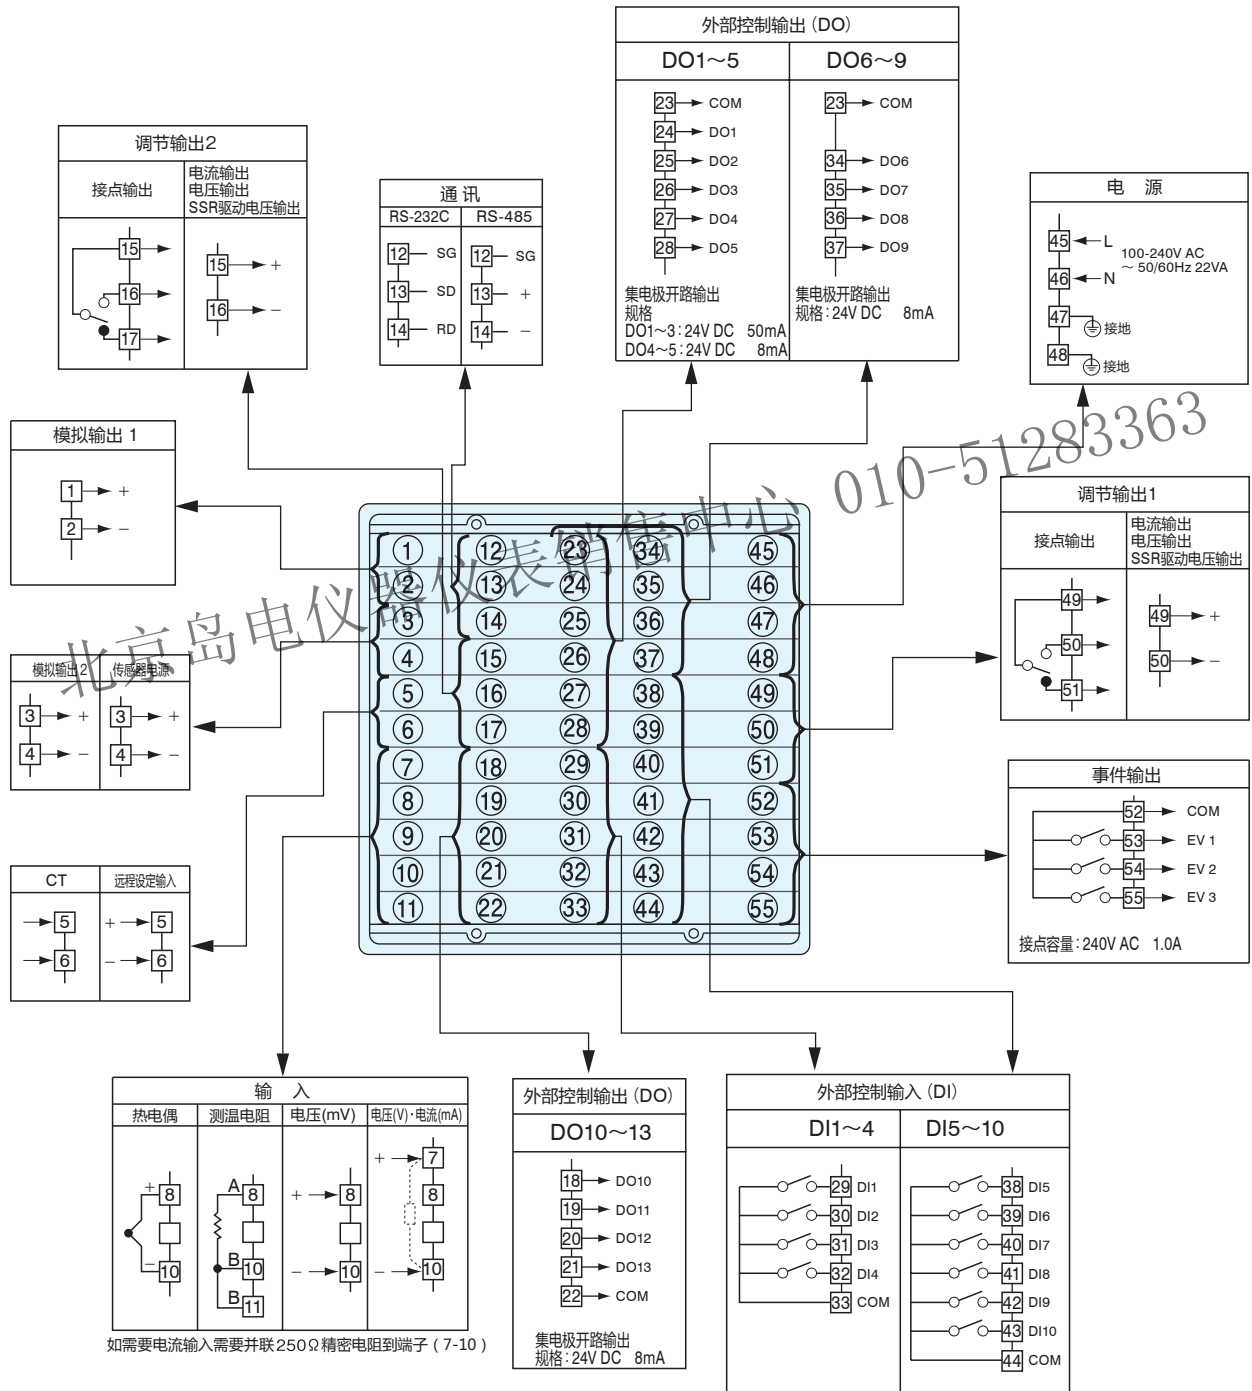 外部控制输出（DO）
DO1～5
DO6～9
23 COM
24 DO1
25 DO2
26 DO3
27 DO4
28 DO5
集电极开路输出
规格
DO1～3：24V DC 50mA
DO4～5：24V DC 8mA
23 COM
34 DO6
35 DO7
36 DO8
37 DO9
集电极开路输出
规格：24V DC 8mA
调节输出2
接点输出
电流输出
电压输出
SSR驱动电压输出
15
16
17
15 +
16 −
通 讯
RS-232C
RS-485
12 SG
13 SD
14 RD
12 SG
13 +
14 −
电 源
45 L
46 N
100-240V AC
～ 50/60Hz 22VA
47 接地
48 接地
模拟输出 1
1 +
2 −
调节输出1
接点输出
电流输出
电压输出
SSR驱动电压输出
49
50
51
49 +
50 −
北京岛电仪器仪表销售中心 010-51283363
1 12 23 34 45
2 13 24 35 46
3 14 25 36 47
4 15 26 37 48
5 16 27 38 49
6 17 28 39 50
7 18 29 40 51
8 19 30 41 52
9 20 31 42 53
10 21 32 43 54
11 22 33 44 55
模拟输出2
传感器电源
3 +
4 −
3 +
4 −
事件输出
52 COM
53 EV 1
54 EV 2
55 EV 3
接点容量：240V AC 1.0A
CT
远程设定输入
5
6
+ 5
− 6
输 入
热电偶
测温电阻
电压(mV)
电压(V)·电流(mA)
+ 8
− 10
A 8
B 10
B 11
+ 8
− 10
+ 7
8
− 10
如需要电流输入需要并联250Ω精密电阻到端子（7-10）
外部控制输出（DO）
DO10～13
18 DO10
19 DO11
20 DO12
21 DO13
22 COM
集电极开路输出
规格：24V DC 8mA
外部控制输入（DI）
DI1～4
DI5～10
29 DI1
30 DI2
31 DI3
32 DI4
33 COM
38 DI5
39 DI6
40 DI7
41 DI8
42 DI9
43 DI10
44 COM